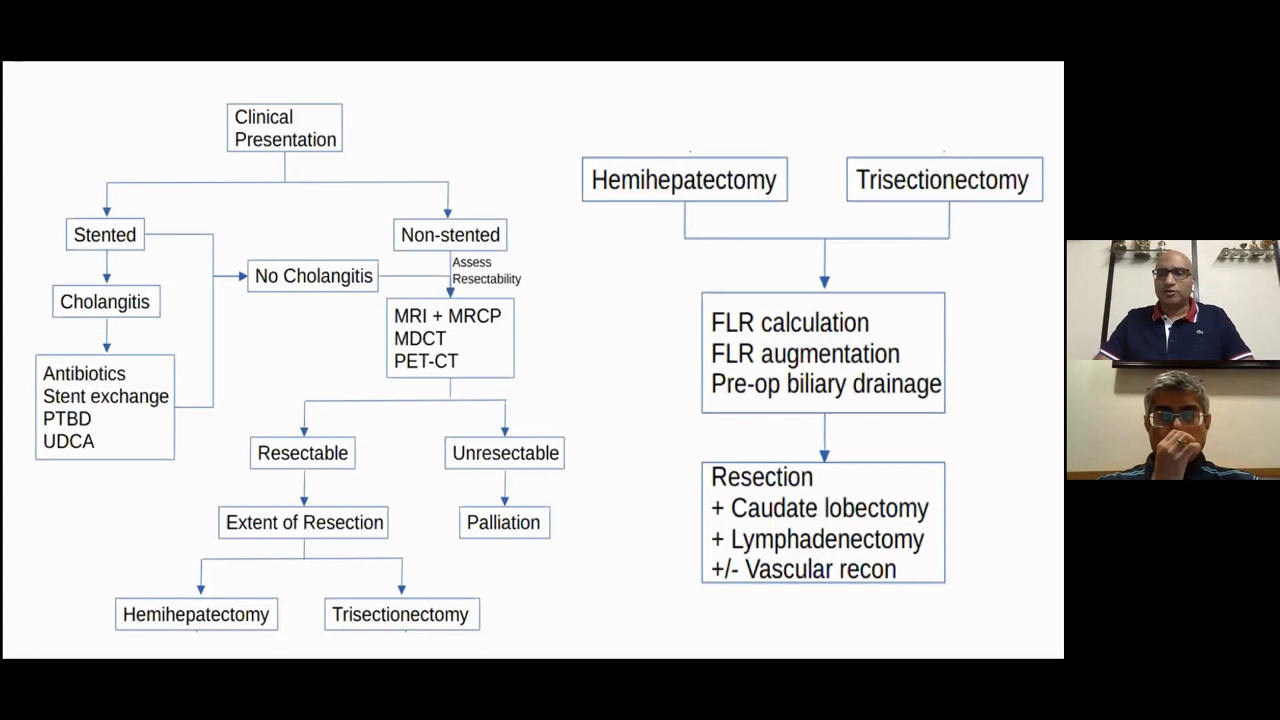 Clinical
Presentation
Stented
Non-stented
Assess
Resectability
No Cholangitis
Cholangitis
MRI + MRCP
MDCT
PET-CT
Antibiotics
Stent exchange
PTBD
UDCA
Resectable
Unresectable
Extent of Resection
Palliation
Hemihepatectomy
Trisectionectomy
Hemihepatectomy
Trisectionectomy
FLR calculation
FLR augmentation
Pre-op biliary drainage
Resection
+ Caudate lobectomy
+ Lymphadenectomy
+/- Vascular recon